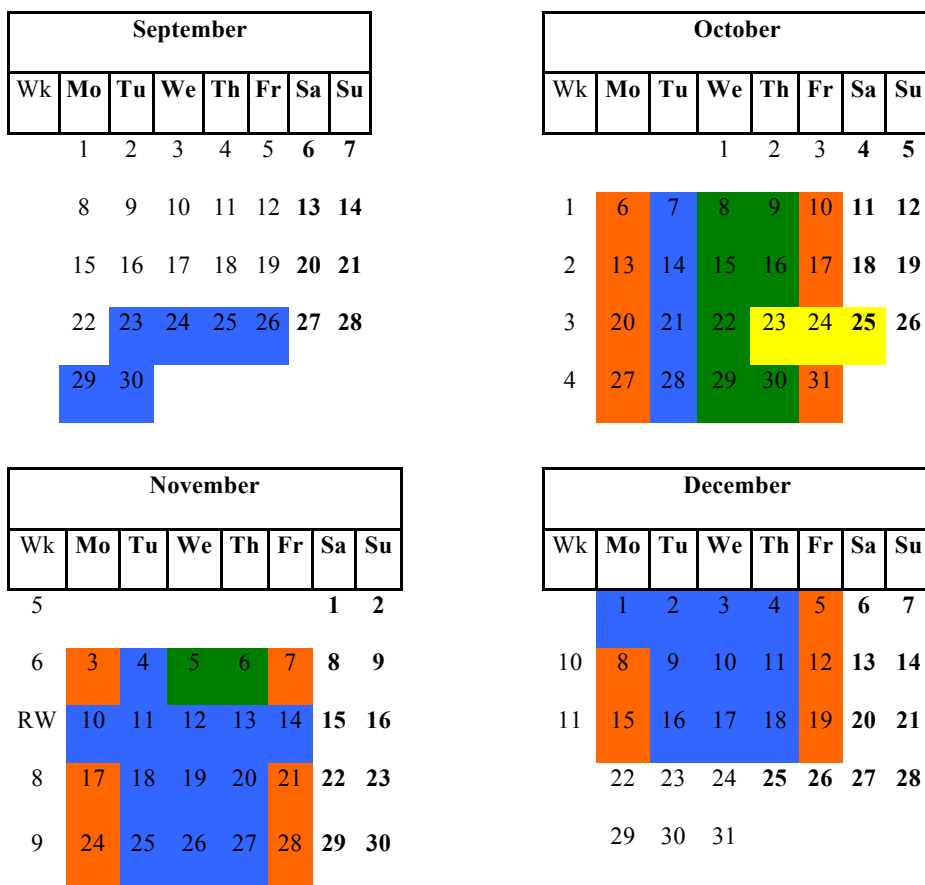 September
Wk Mo Tu We Th Fr Sa Su
1 2 3 4 5 6 7
8 9 10 11 12 13 14
15 16 17 18 19 20 21
22 23 24 25 26 27 28
29 30
October
Wk Mo Tu We Th Fr Sa Su
1 2 3 4 5
1 6 7 8 9 10 11 12
2 13 14 15 16 17 18 19
3 20 21 22 23 24 25 26
4 27 28 29 30 31
November
Wk Mo Tu We Th Fr Sa Su
5 1 2
6 3 4 5 6 7 8 9
RW 10 11 12 13 14 15 16
8 17 18 19 20 21 22 23
9 24 25 26 27 28 29 30
December
Wk Mo Tu We Th Fr Sa Su
1 2 3 4 5 6 7
10 8 9 10 11 12 13 14
11 15 16 17 18 19 20 21
22 23 24 25 26 27 28
29 30 31